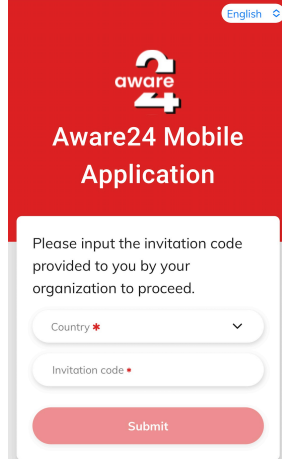 English
aware
24
Aware24 Mobile
Application
Please input the invitation code
provided to you by your
organization to proceed.
Country *
Invitation code •
Submit